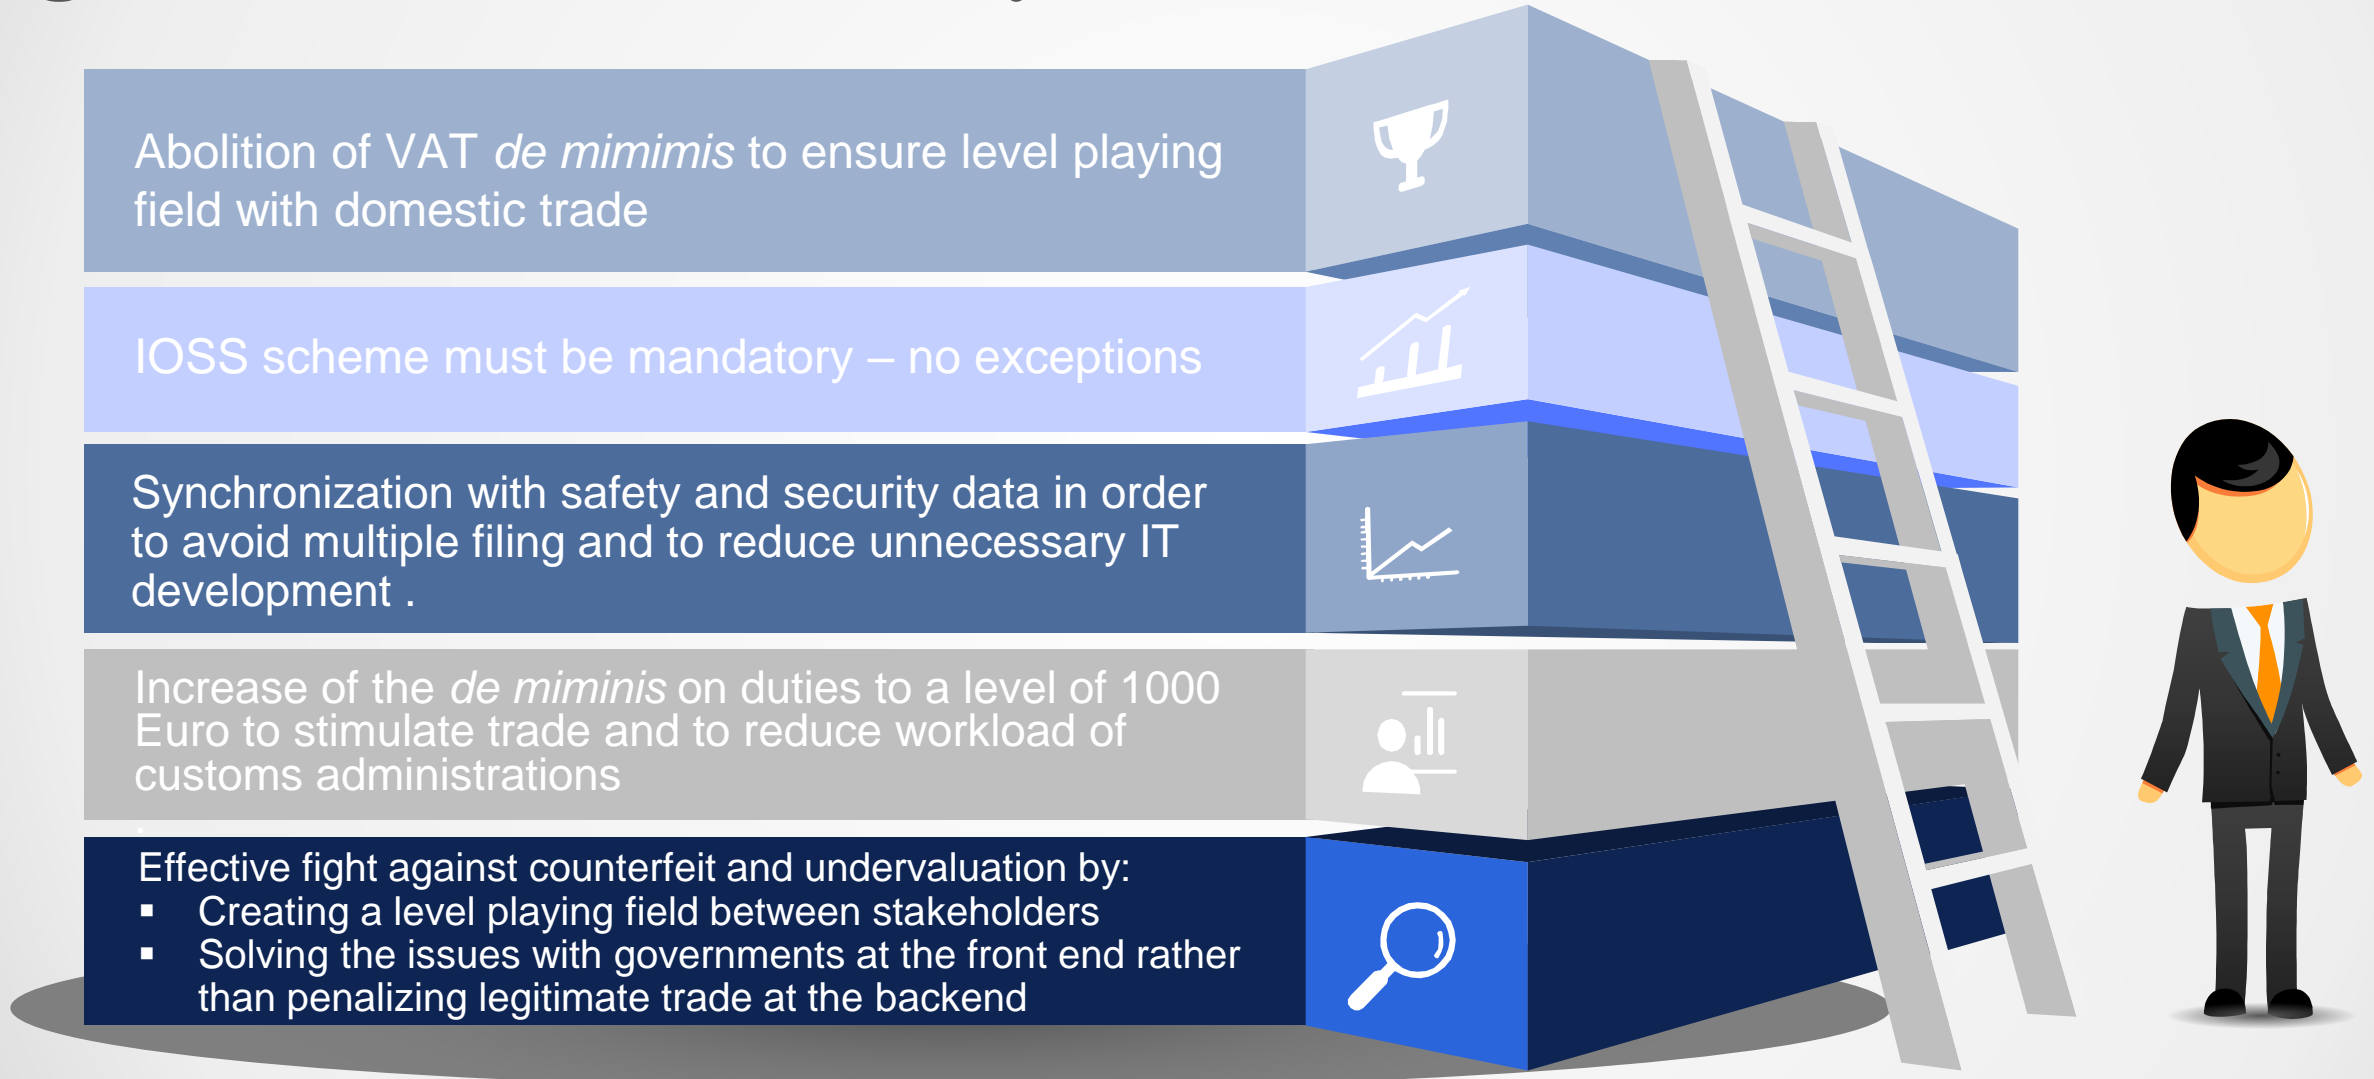 Abolition of VAT de mimimis to ensure level playing
field with domestic trade
IOSS scheme must be mandatory – no exceptions
Synchronization with safety and security data in order
to avoid multiple filing and to reduce unnecessary IT
development .
Increase of the de miminis on duties to a level of 1000
Euro to stimulate trade and to reduce workload of
customs administrations
.
Effective fight against counterfeit and undervaluation by:
▪ Creating a level playing field between stakeholders
▪ Solving the issues with governments at the front end rather
than penalizing legitimate trade at the backend